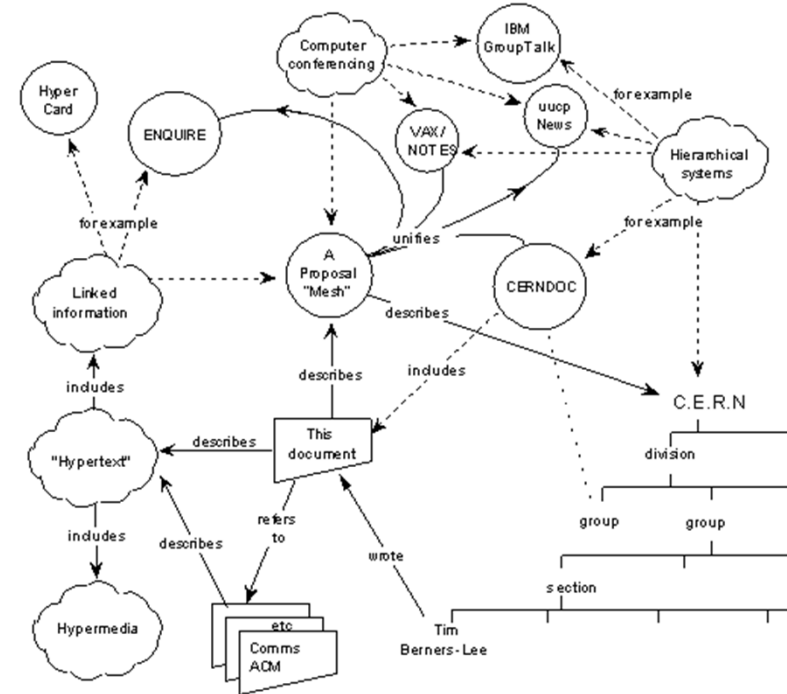 IBM
GroupTalk
Computer
conferencing
Hyper
Card
for example
uucp
News
ENQUIRE
VAX/
NOTES
Hierarchical
systems
for example
for example
unifies
A
Proposal
"Mesh"
CERNDOC
Linked
information
describes
includes
describes
includes
C.E.R.N
This
document
describes
"Hypertext"
division
refers
to
group
group
includes
describes
wrote
section
Hypermedia
etc
Tim
Berners-Lee
Comms
ACM